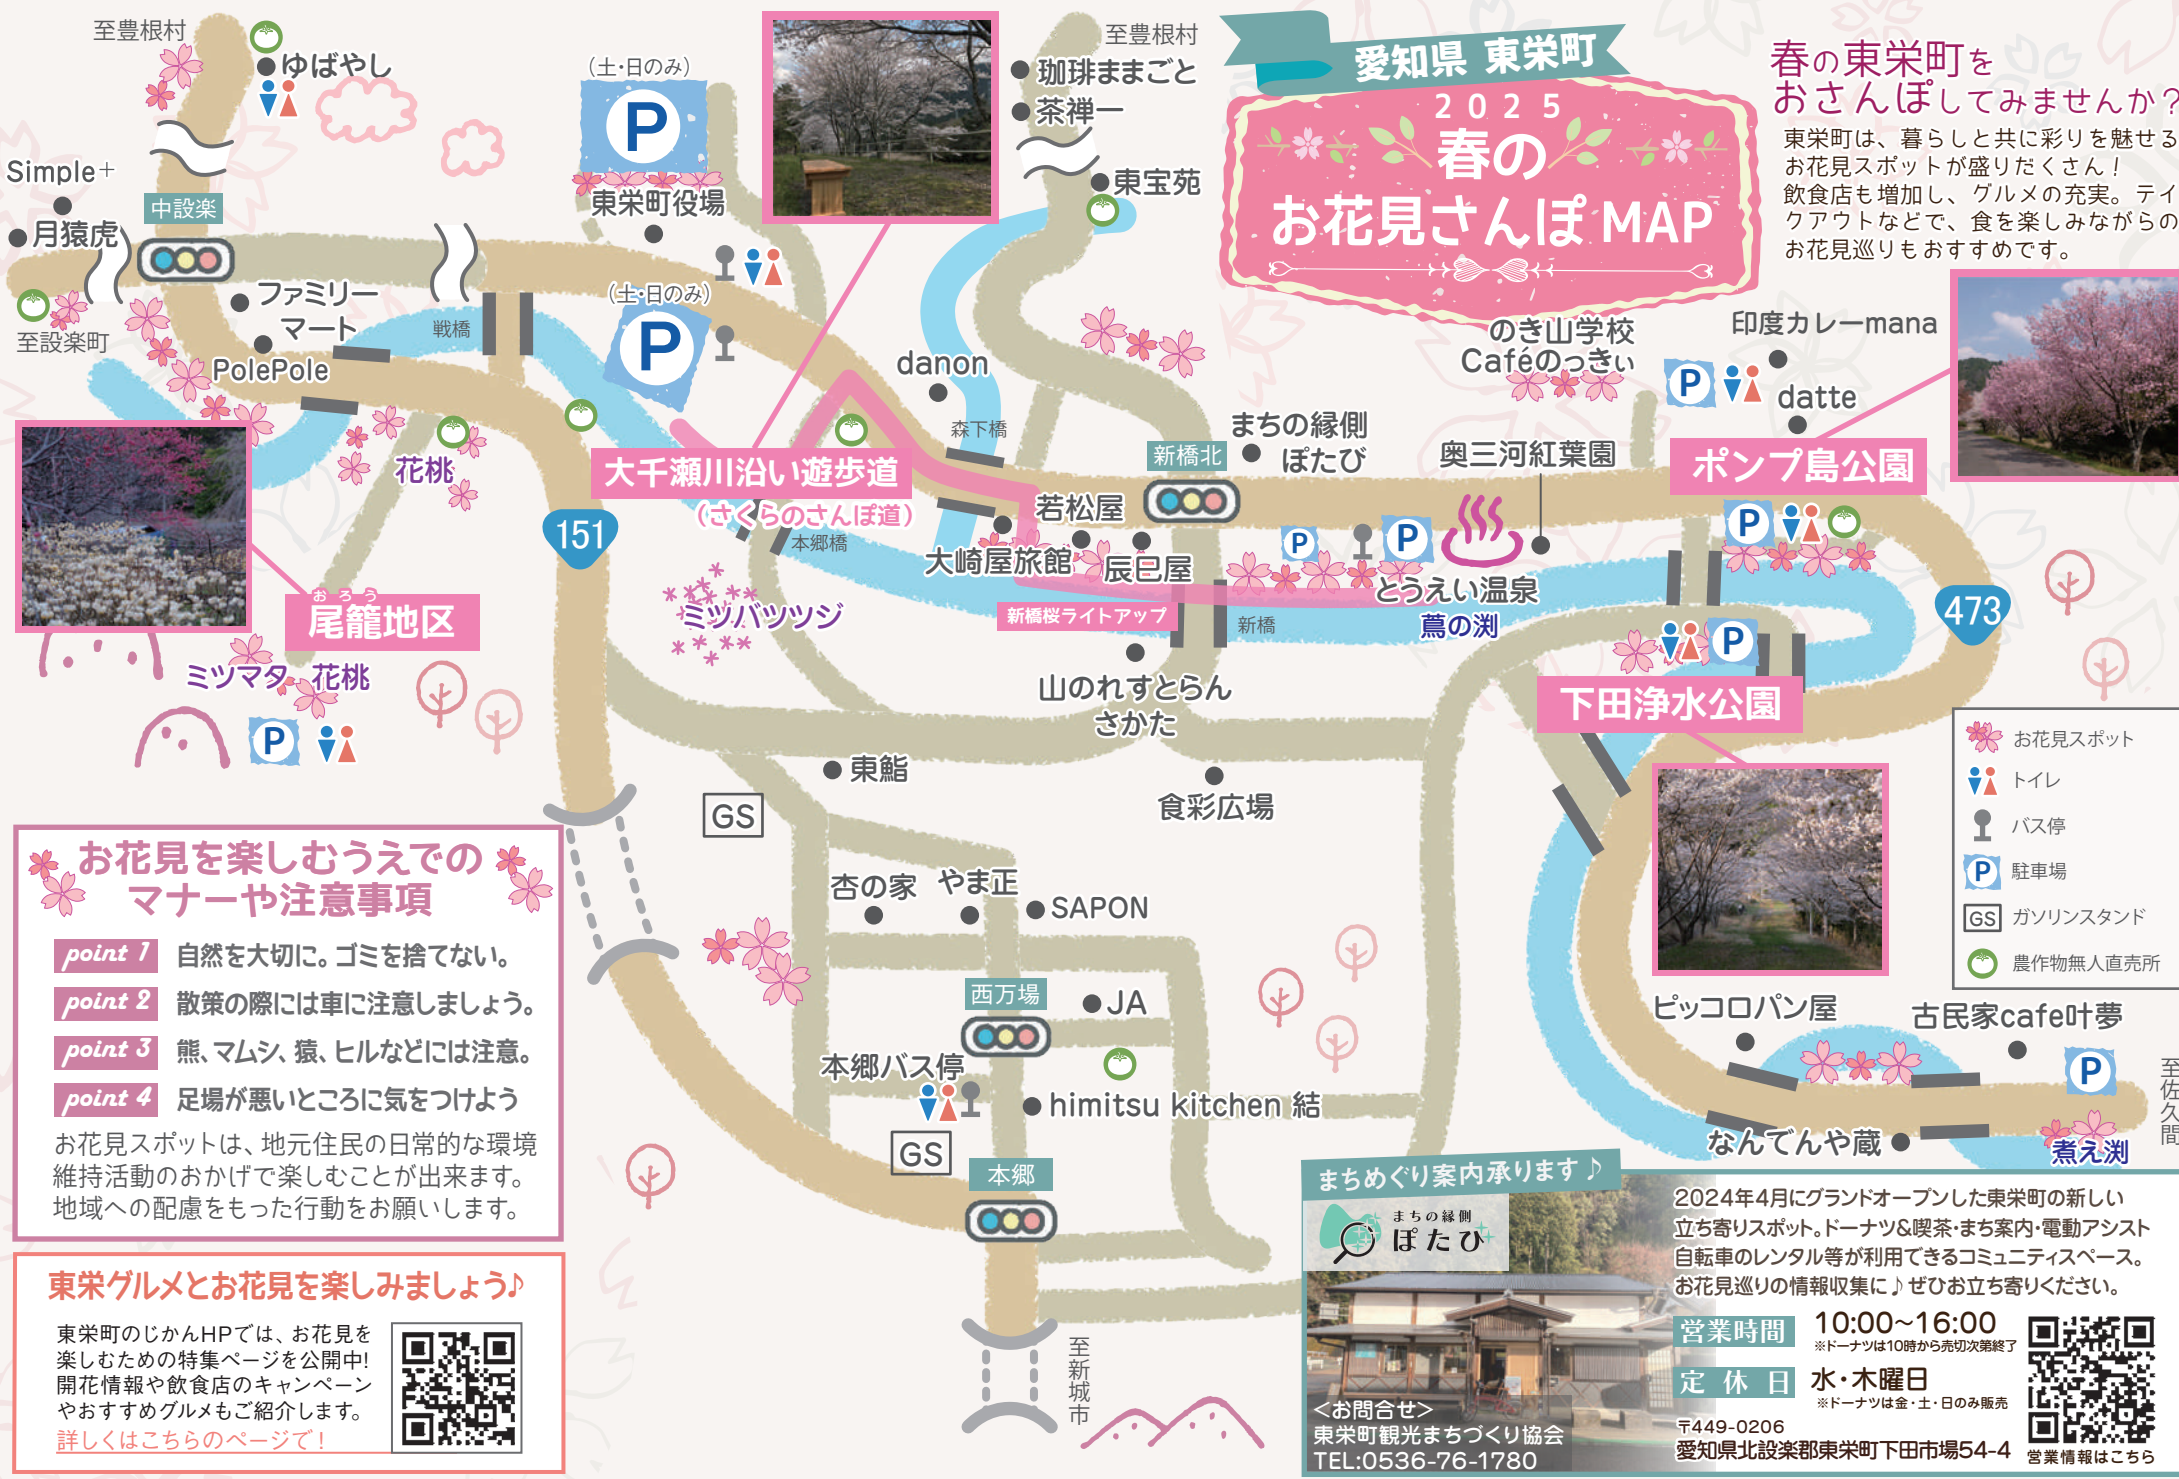 愛知県 東栄町
2025
春の
お花見さんぽMAP
春の東栄町を
おさんぽしてみませんか?
東栄町は、暮らしと共に彩りを魅せる
お花見スポットが盛りだくさん!
飲食店も増加し、グルメの充実。テイ
クアウトなどで、食を楽しみながらの
お花見巡りもおすすめです。
至豊根村
ゆばやし
Simple+
月猿虎
中設楽
至設楽町
ファミリー
マート
PolePole
戦橋
(土・日のみ)
P
東栄町役場
(土・日のみ)
P
至豊根村
珈琲ままごと
茶禅一
東宝苑
danon
森下橋
大千瀬川沿い遊歩道
(さくらのさんぽ道)
本郷橋
花桃
151
尾籠地区
おろう
ミツマタ
花桃
P
ミツバツツジ
新橋北
まちの縁側
ぽたび
若松屋
大崎屋旅館
辰巳屋
新橋桜ライトアップ
新橋
P
P
とうえい温泉
蔦の渕
奥三河紅葉園
のき山学校
Caféのっきぃ
印度カレーmana
P
datte
ポンプ島公園
P
473
P
下田浄水公園
山のれすとらん
さかた
東鮨
食彩広場
GS
杏の家
やま正
SAPON
西万場
JA
本郷バス停
himitsu kitchen 結
GS
本郷
至新城市
ピッコロパン屋
古民家cafe叶夢
P
至佐久間
なんでんや蔵
煮え渕
お花見スポット
トイレ
バス停
P 駐車場
GS ガソリンスタンド
農作物無人直売所
お花見を楽しむうえでの
マナーや注意事項
point 1 自然を大切に。ゴミを捨てない。
point 2 散策の際には車に注意しましょう。
point 3 熊、マムシ、猿、ヒルなどには注意。
point 4 足場が悪いところに気をつけよう
お花見スポットは、地元住民の日常的な環境
維持活動のおかげで楽しむことが出来ます。
地域への配慮をもった行動をお願いします。
東栄グルメとお花見を楽しみましょう♪
東栄町のじかんHPでは、お花見を
楽しむための特集ページを公開中!
開花情報や飲食店のキャンペーン
やおすすめグルメもご紹介します。
詳しくはこちらのページで!
まちめぐり案内承ります♪
まちの縁側
ぽたび
<お問合せ>
東栄町観光まちづくり協会
TEL:0536-76-1780
2024年4月にグランドオープンした東栄町の新しい
立ち寄りスポット。ドーナツ&喫茶・まち案内・電動アシスト
自転車のレンタル等が利用できるコミュニティスペース。
お花見巡りの情報収集に♪ぜひお立ち寄りください。
営業時間 10:00~16:00
※ドーナツは10時から売切次第終了
定休日 水・木曜日
※ドーナツは金・土・日のみ販売
〒449-0206
愛知県北設楽郡東栄町下田市場54-4
営業情報はこちら